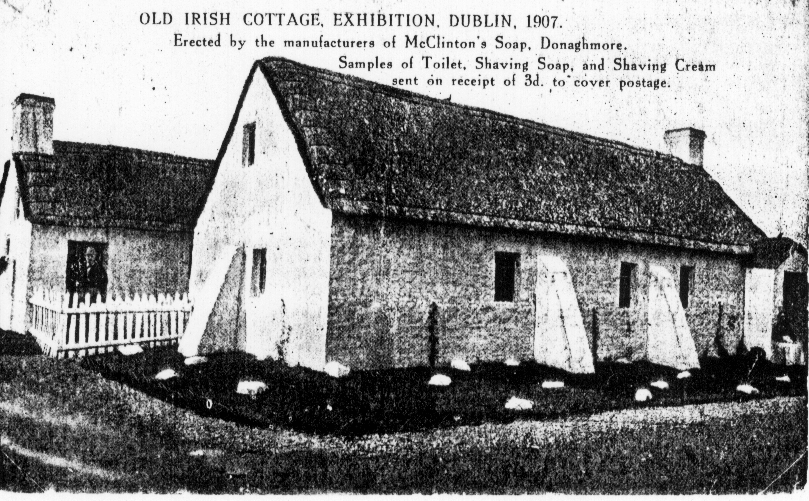 OLD IRISH COTTAGE, EXHIBITION, DUBLIN, 1907.
Erected by the manufacturers of McClinton's Soap, Donaghmore.
Samples of Toilet, Shaving Soap, and Shaving Cream
sent on receipt of 3d. to cover postage.